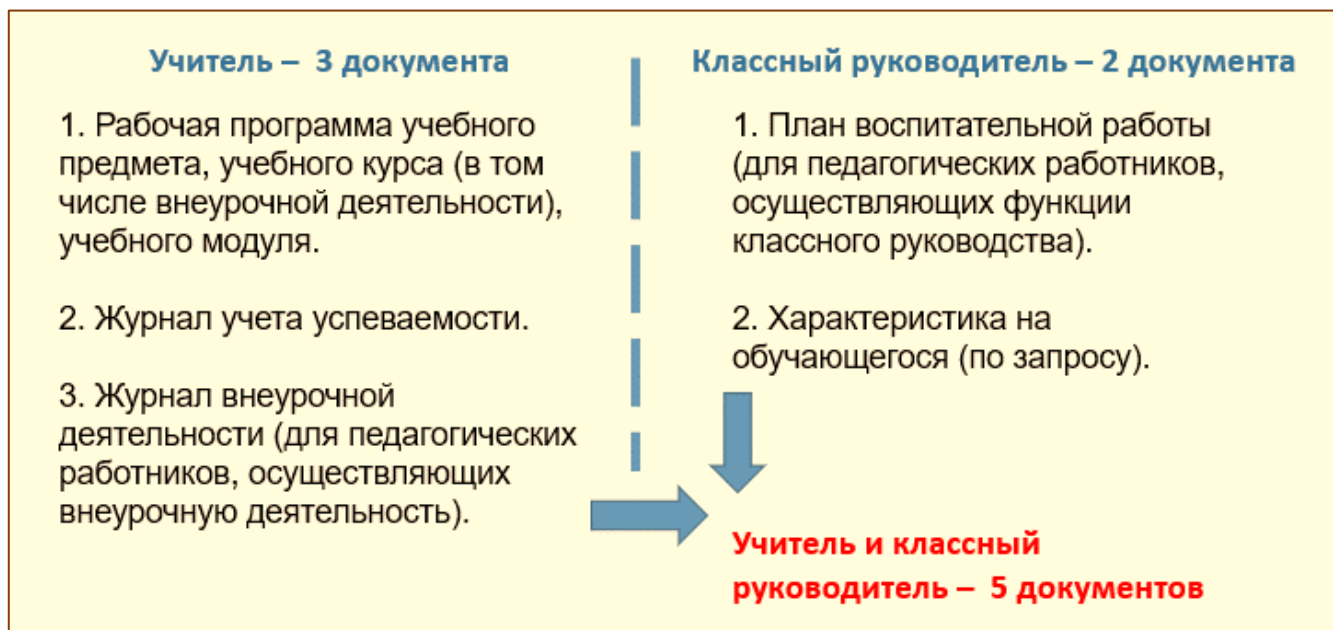 Учитель – 3 документа
1. Рабочая программа учебного
предмета, учебного курса (в том
числе внеурочной деятельности),
учебного модуля.
2. Журнал учета успеваемости.
3. Журнал внеурочной
деятельности (для педагогических
работников, осуществляющих
внеурочную деятельность).
Классный руководитель – 2 документа
1. План воспитательной работы
(для педагогических работников,
осуществляющих функции
классного руководства).
2. Характеристика на
обучающегося (по запросу).
Учитель и классный
руководитель – 5 документов